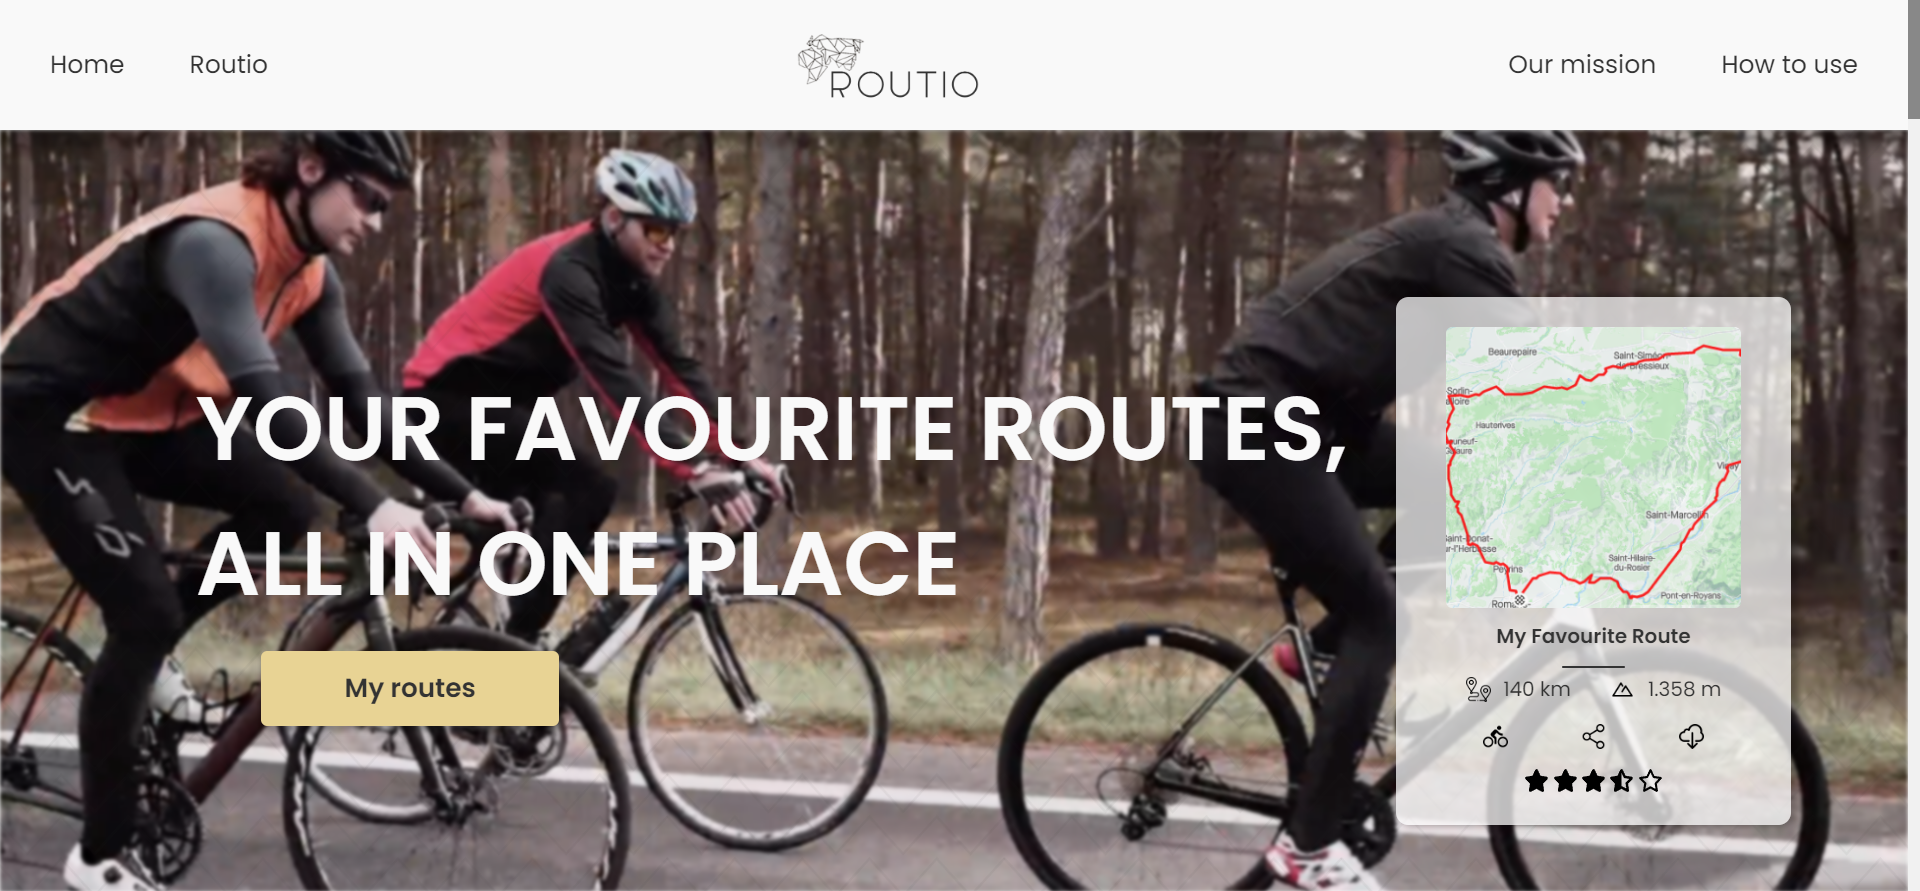 Home
Routio
ROUTIO
Our mission
How to use
YOUR FAVOURITE ROUTES,
ALL IN ONE PLACE
My routes
Beaurepaire
Saint-Siméon-
de-Bressieux
Hauterives
Saint-Marcellin
Peyrins
Saint-Hilaire-
du-Rosier
Pont-en-Royans
My Favourite Route
140 km
1.358 m